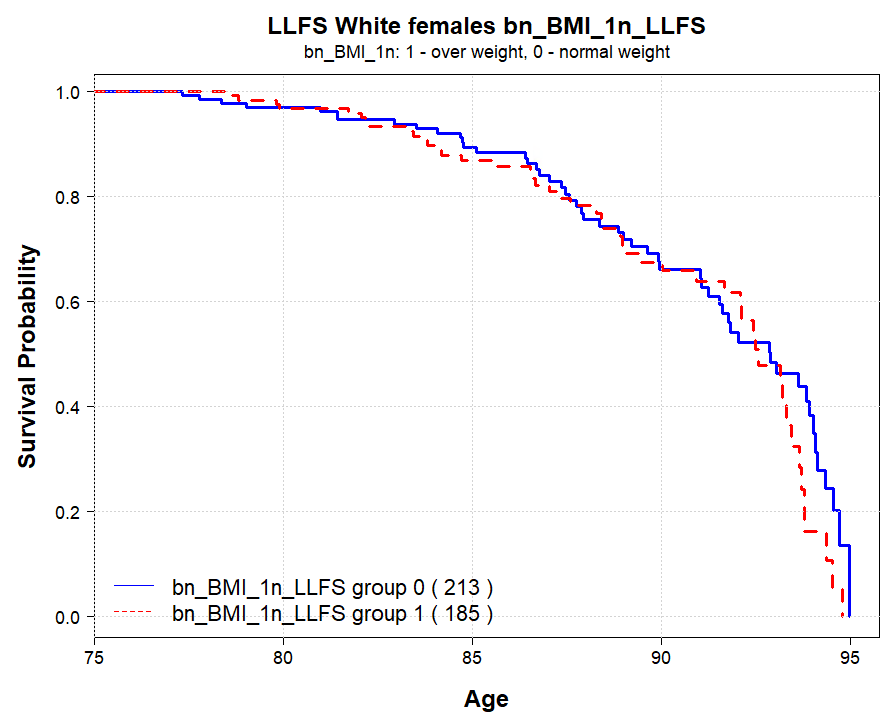 LLFS White females bn_BMI_1n_LLFS
bn_BMI_1n: 1 - over weight, 0 - normal weight
1.0
0.8
0.6
0.4
0.2
0.0
Survival Probability
bn_BMI_1n_LLFS group 0 ( 213 )
bn_BMI_1n_LLFS group 1 ( 185 )
75 80 85 90 95
Age